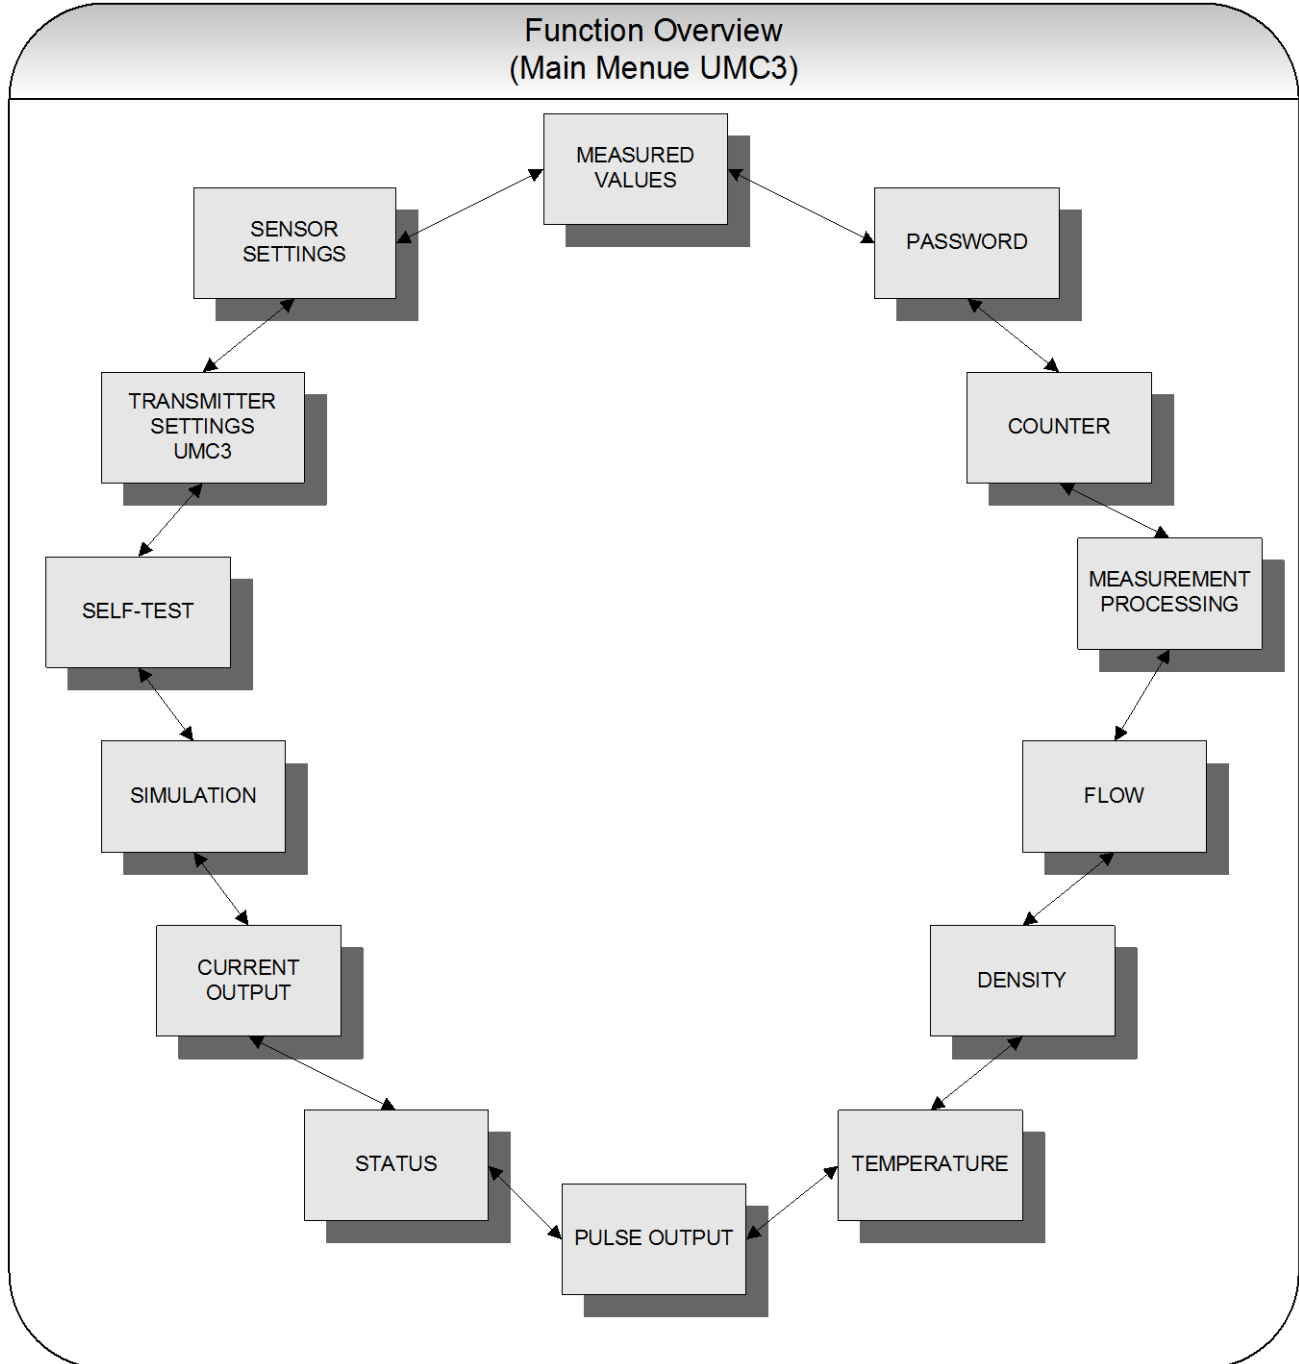 Function Overview
(Main Menue UMC3)
MEASURED
VALUES
SENSOR
SETTINGS
PASSWORD
TRANSMITTER
SETTINGS
UMC3
COUNTER
MEASUREMENT
PROCESSING
SELF-TEST
SIMULATION
FLOW
CURRENT
OUTPUT
DENSITY
STATUS
TEMPERATURE
PULSE OUTPUT